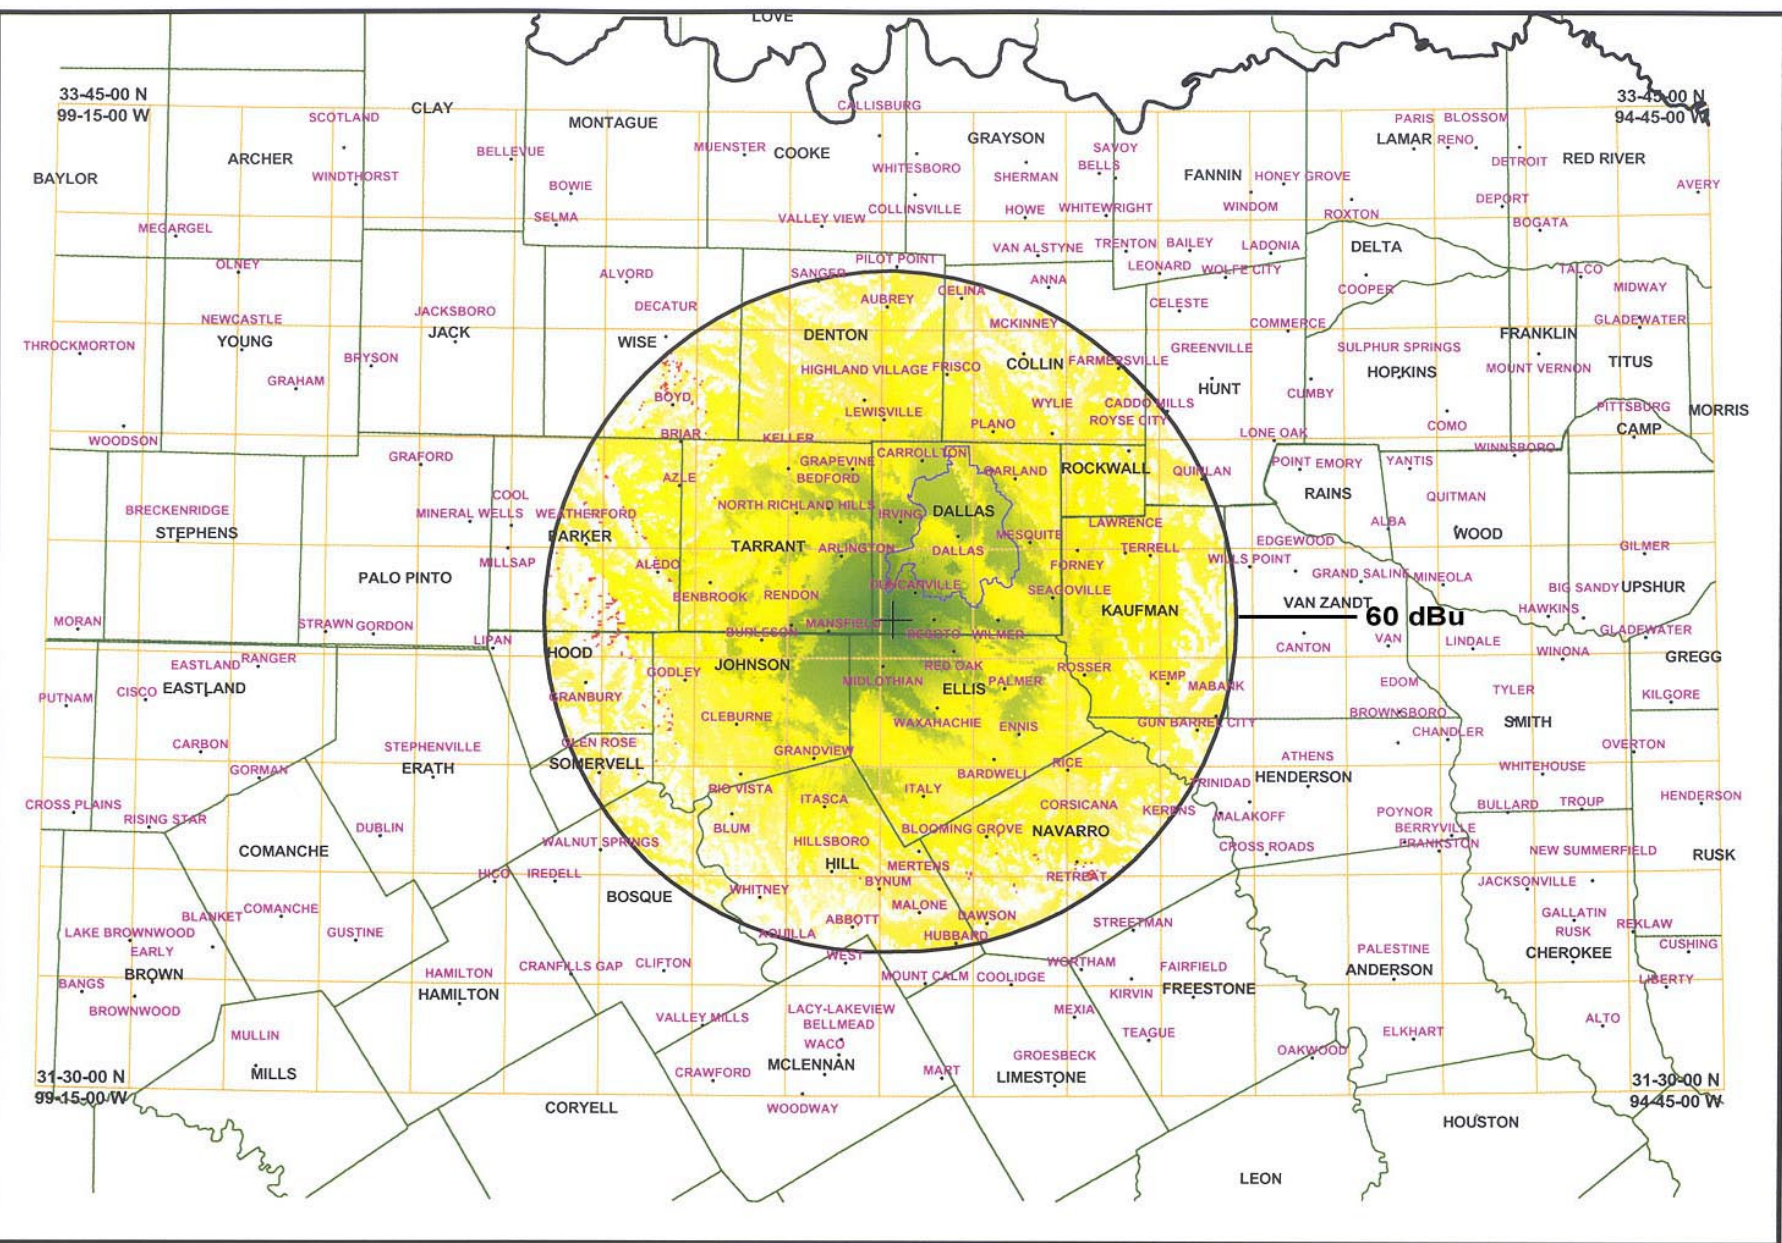 LOVE
33-45-00 N
99-15-00 W
33-45-00 N
94-45-00 W
SCOTLAND
CLAY
MONTAGUE
CALLISBURG
GRAYSON
PARIS BLOSSOM
LAMAR RENO
DETROIT
RED RIVER
BAYLOR
ARCHER
WINDTHORST
BELLEVUE
BOWIE
SELMA
MUENSTER
COOKE
WHITESBORO
SHERMAN
SAVOY
BELLS
FANNIN
HONEY GROVE
AVERY
MEGARGEL
VALLEY VIEW
COLLINSVILLE
HOWE
WHITEWRIGHT
WINDOM
ROXTON
DEPORT
BOGATA
OLNEY
ALVORD
SANGER
PILOT POINT
VAN ALSTYNE
TRENTON
BAILEY
LADONIA
DELTA
LEONARD
WOLFE CITY
TALCO
ANNA
DECATUR
AUBREY
CELINA
COOPER
MIDWAY
NEWCASTLE
JACKSBORO
CELESTE
THROCKMORTON
YOUNG
JACK
WISE
DENTON
MCKINNEY
COMMERCE
FRANKLIN
GLADEWATER
BRYSON
GRAHAM
HIGHLAND VILLAGE
FRISCO
COLLIN
FARMERSVILLE
GREENVILLE
SULPHUR SPRINGS
HOPKINS
MOUNT VERNON
TITUS
BOYD
LEWISVILLE
WYLIE
CADDO MILLS
HUNT
CUMBY
PITTSBURG
MORRIS
WOODSON
BRIAR
KELLER
PLANO
ROYSE CITY
LONE OAK
COMO
CAMP
WINNSBORO
GRAFORD
AZLE
GRAPEVINE
BEDFORD
CARROLLTON
GARLAND
ROCKWALL
QUINLAN
POINT
EMORY
YANTIS
BRECKENRIDGE
STEPHENS
COOL
MINERAL WELLS
WEATHERFORD
PARKER
NORTH RICHLAND HILLS
IRVING
DALLAS
RAINS
QUITMAN
MILLSAP
ALEDO
TARRANT
ARLINGTON
DALLAS
MESQUITE
LAWRENCE
TERRELL
ALBA
WOOD
EDGEWOOD
WILLS POINT
GILMER
PALO PINTO
BENBROOK
RENDON
DUNCANVILLE
FORNEY
SEAGOVILLE
KAUFMAN
GRAND SALINE
MINEOLA
BIG SANDY
UPSHUR
VAN ZANDT
60 dBu
HAWKINS
MORAN
STRAWN
GORDON
LIPAN
BURLESON
MANSFIELD
DESOTO
WILMER
CANTON
VAN
LINDALE
WINONA
GLADEWATER
GREGG
RANGER
EASTLAND
EASTLAND
PUTNAM
CISCO
HOOD
GRANBURY
GODLEY
JOHNSON
MIDLOTHIAN
RED OAK
ELLIS
PALMER
ROSSER
KEMP
MABANK
EDOM
TYLER
KILGORE
CARBON
GORMAN
STEPHENVILLE
ERATH
GLEN ROSE
SOMERVELL
CLEBURNE
GRANDVIEW
WAXAHACHIE
ENNIS
GUN BARREL CITY
BROWNSBORO
CHANDLER
SMITH
OVERTON
CROSS PLAINS
RISING STAR
DUBLIN
RIO VISTA
ITASCA
ITALY
BARDWELL
RICE
CORSICANA
TRINIDAD
ATHENS
HENDERSON
WHITEHOUSE
BULLARD
TROUP
HENDERSON
COMANCHE
WALNUT SPRINGS
BLUM
HILLSBORO
HILL
BLOOMING GROVE
NAVARRO
KERENS
MALAKOFF
CROSS ROADS
POYNOR
BERRYVILLE
FRANKSTON
NEW SUMMERFIELD
RUSK
HICO
IREDELL
BOSQUE
WHITNEY
BYNUM
MERTENS
RETREAT
JACKSONVILLE
BLANKET
COMANCHE
GUSTINE
LAKE BROWNWOOD
EARLY
BROWN
AQUILLA
ABBOTT
MALONE
HUBBARD
DAWSON
STREETMAN
GALLATIN
RUSK
REKLAW
CHEROKEE
CUSHING
BANGS
BROWNWOOD
HAMILTON
HAMILTON
CRANFILLS GAP
CLIFTON
WEST
MOUNT CALM
COOLIDGE
WORTHAM
FAIRFIELD
FREESTONE
KIRVIN
PALESTINE
ANDERSON
LIBERTY
MULLIN
MILLS
VALLEY MILLS
LACY-LAKEVIEW
BELLMEAD
WACO
MCLENNAN
CRAWFORD
WOODWAY
MART
MEXIA
GROESBECK
LIMESTONE
TEAGUE
OAKWOOD
ELKHART
ALTO
31-30-00 N
99-15-00 W
31-30-00 N
94-45-00 W
CORYELL
HOUSTON
LEON